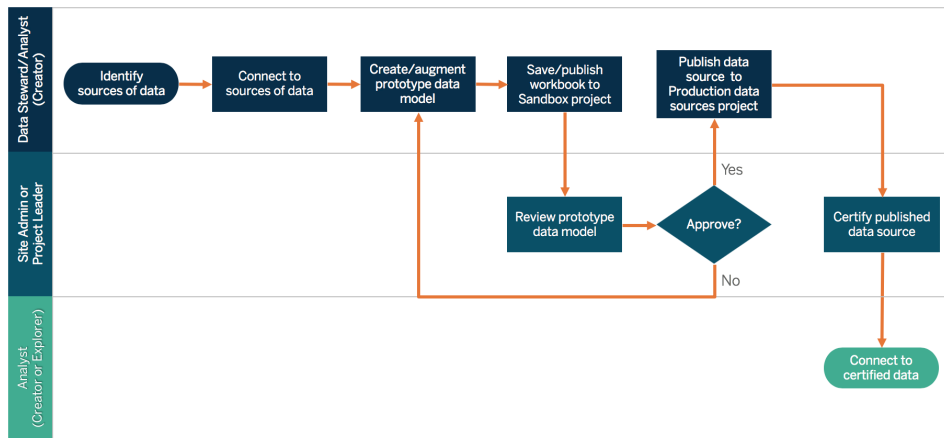 Data Steward/Analyst
(Creator)
Identify
sources of data
Connect to
sources of data
Create/augment
prototype data
model
Save/publish
workbook to
Sandbox project
Publish data
source to
Production data
sources project
Site Admin or
Project Leader
Review prototype
data model
Approve?
Yes
No
Certify published
data source
Analyst
(Creator or Explorer)
Connect to
certified data